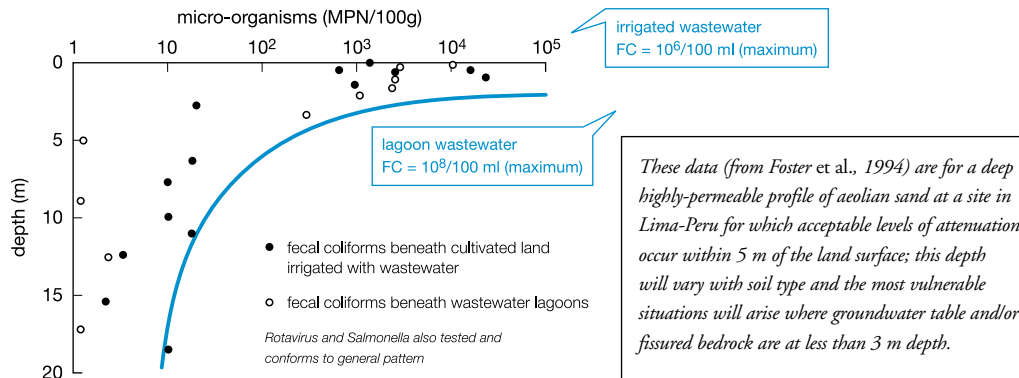 micro-organisms (MPN/100g)
1 10 10² 10³ 10⁴ 10⁵
0
5
10
15
20
depth (m)
irrigated wastewater
FC = 10⁶/100 ml (maximum)
lagoon wastewater
FC = 10⁸/100 ml (maximum)
fecal coliforms beneath cultivated land
irrigated with wastewater
fecal coliforms beneath wastewater lagoons
Rotavirus and Salmonella also tested and
conforms to general pattern
These data (from Foster et al., 1994) are for a deep
highly-permeable profile of aeolian sand at a site in
Lima-Peru for which acceptable levels of attenuation
occur within 5 m of the land surface; this depth
will vary with soil type and the most vulnerable
situations will arise where groundwater table and/or
fissured bedrock are at less than 3 m depth.